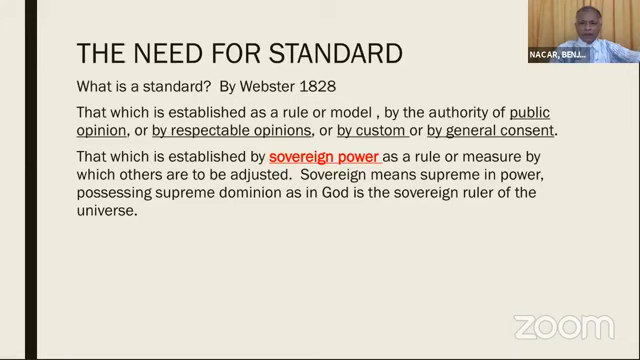 THE NEED FOR STANDARD
What is a standard? By Webster 1828
That which is established as a rule or model , by the authority of public
opinion, or by respectable opinions, or by custom or by general consent.
That which is established by sovereign power as a rule or measure by
which others are to be adjusted. Sovereign means supreme in power,
possessing supreme dominion as in God is the sovereign ruler of the
universe.
NACAR, BENJ...
zoom